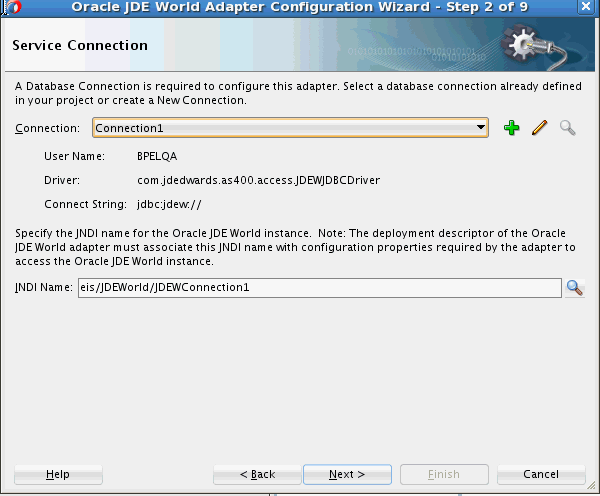 Oracle JDE World Adapter Configuration Wizard - Step 2 of 9
Service Connection
A Database Connection is required to configure this adapter. Select a database connection already defined
in your project or create a New Connection.
Connection: Connection1
User Name: BPELQA
Driver: com.jdedwards.as400.access.JDEWJDBCDriver
Connect String: jdbc:jdew://
Specify the JNDI name for the Oracle JDE World instance. Note: The deployment descriptor of the Oracle
JDE World adapter must associate this JNDI name with configuration properties required by the adapter to
access the Oracle JDE World instance.
JNDI Name: eis/JDEWorld/JDEWConnection1
Help < Back Next > Finish Cancel